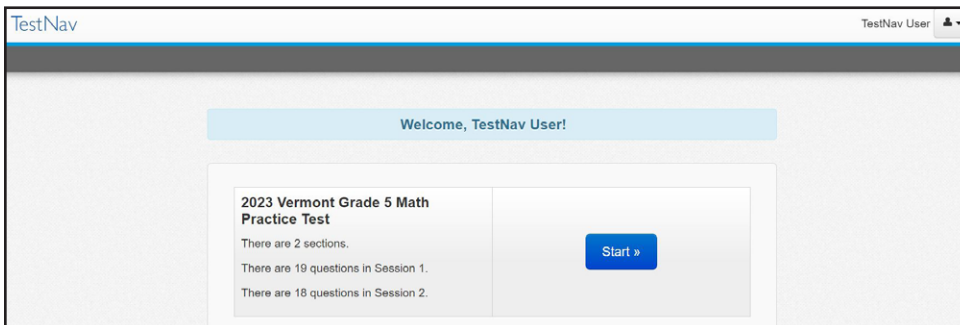 TestNav
TestNav User
Welcome, TestNav User!
2023 Vermont Grade 5 Math
Practice Test
There are 2 sections.
There are 19 questions in Session 1.
There are 18 questions in Session 2.
Start »